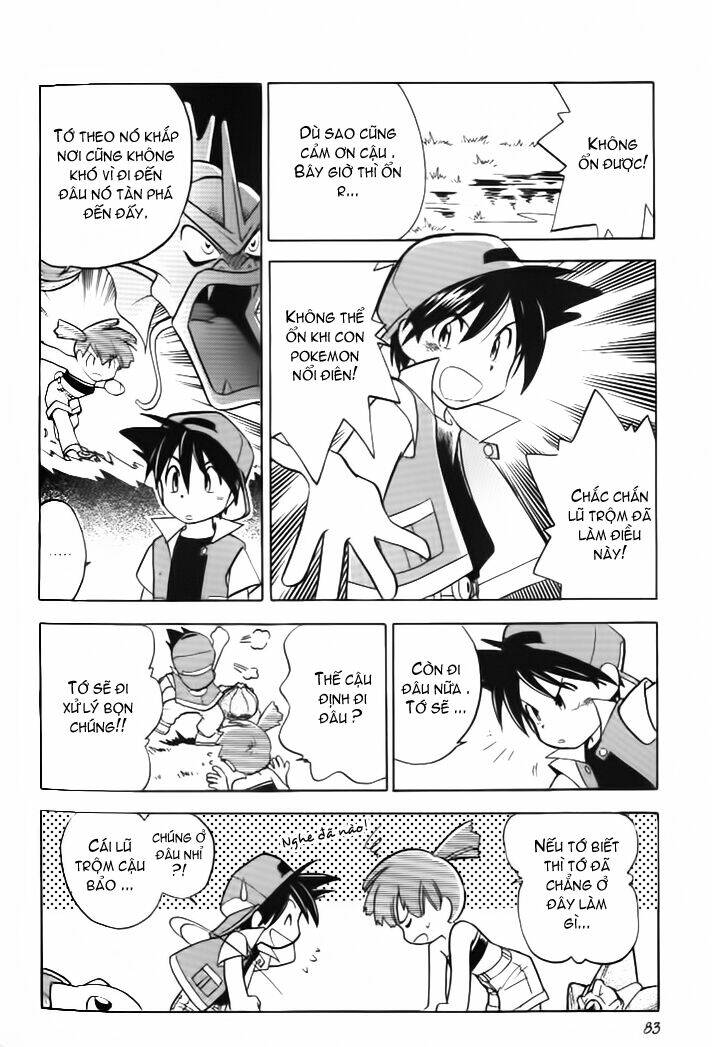 KHÔNG
ỔN ĐƯỢC!
DÙ SAO CŨNG
CẢM ƠN CẬU .
BÂY GIỜ THÌ ỔN
R...
KHÔNG THỂ
ỔN KHI CON
POKEMON
NỔI ĐIÊN!
CHẮC CHẮN
LŨ TRỘM ĐÃ
LÀM ĐIỀU
NÀY!
TỚ THEO NÓ KHẮP
NƠI CŨNG KHÔNG
KHÓ VÌ ĐI ĐẾN
ĐÂU NÓ TÀN PHÁ
ĐẾN ĐẤY.
......
CÒN ĐI
ĐÂU NỮA .
TỚ SẼ ...
THẾ CẬU
ĐỊNH ĐI
ĐÂU ?
TỚ SẼ ĐI
XỬ LÝ BỌN
CHÚNG!!
NẾU TỚ BIẾT
THÌ TỚ ĐÃ
CHẲNG Ở
ĐÂY LÀM
GÌ...
Nghe đã nào!
CHÚNG Ở
ĐÂU NHỈ
?!
CÁI LŨ
TRỘM CẬU
BẢO ...
83